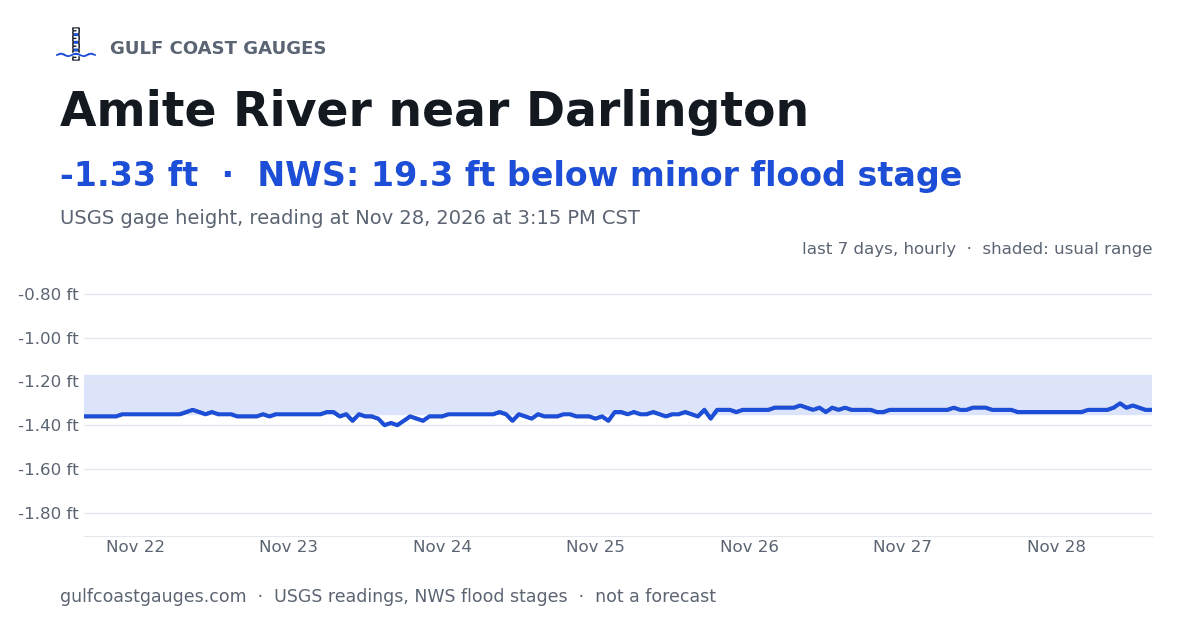 GULF COAST GAUGES
Amite River near Darlington
-1.33 ft · NWS: 19.3 ft below minor flood stage
USGS gage height, reading at Nov 28, 2026 at 3:15 PM CST
last 7 days, hourly · shaded: usual range
-0.80 ft
-1.00 ft
-1.20 ft
-1.40 ft
-1.60 ft
-1.80 ft
Nov 22 Nov 23 Nov 24 Nov 25 Nov 26 Nov 27 Nov 28
gulfcoastgauges.com · USGS readings, NWS flood stages · not a forecast